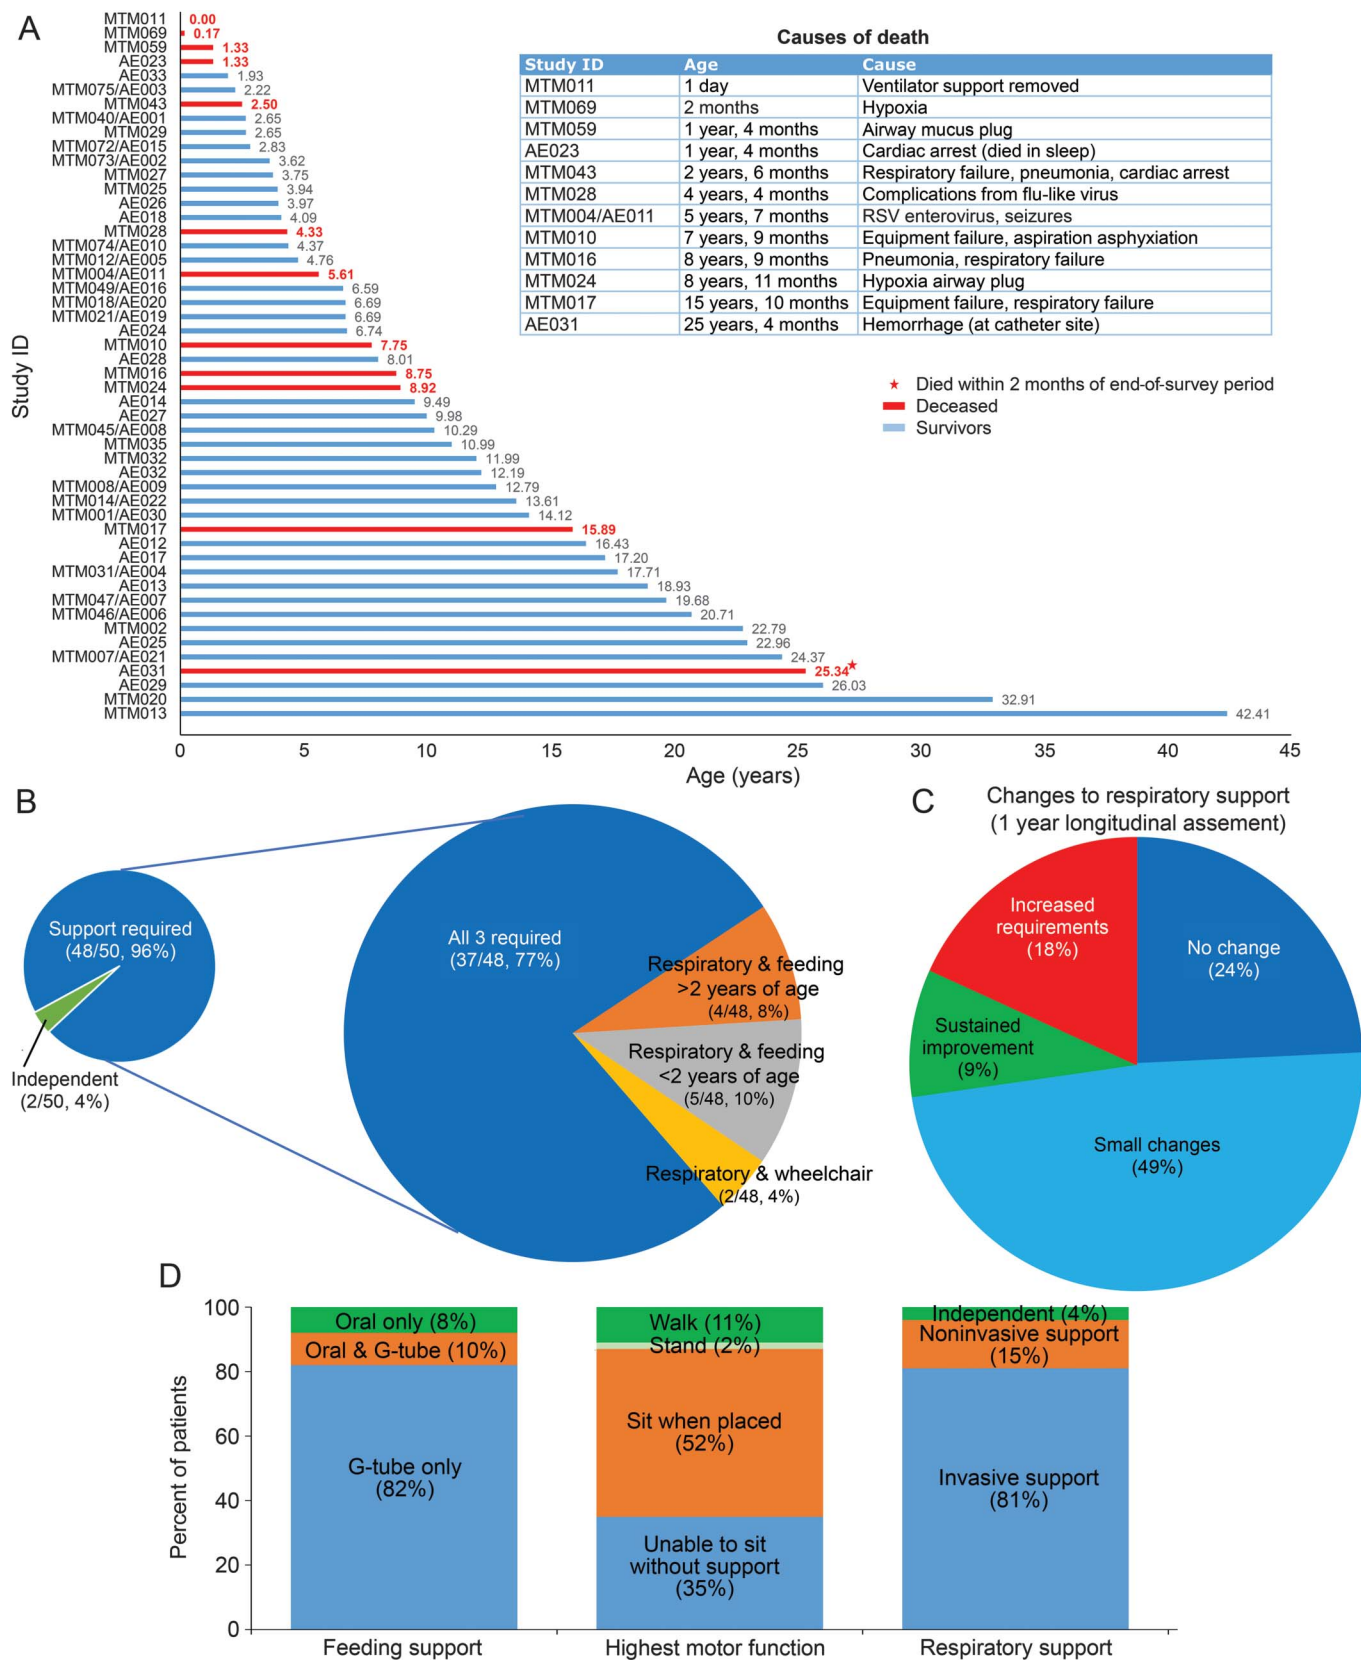 A
MTM011 0.00
MTM069 0.17
MTM059 1.33
AE023 1.33
AE033 1.93
MTM075/AE003 2.22
MTM043 2.50
MTM040/AE001 2.65
MTM029 2.65
MTM072/AE015 2.83
MTM073/AE002 3.62
MTM027 3.75
MTM025 3.94
AE026 3.97
AE018 4.09
MTM028 4.33
MTM074/AE010 4.37
MTM012/AE005 4.76
MTM004/AE011 5.61
MTM049/AE016 6.59
MTM018/AE020 6.69
MTM021/AE019 6.69
AE024 6.74
MTM010 7.75
AE028 8.01
MTM016 8.75
MTM024 8.92
AE014 9.49
AE027 9.98
MTM045/AE008 10.29
MTM035 10.99
MTM032 11.99
AE032 12.19
MTM008/AE009 12.79
MTM014/AE022 13.61
MTM001/AE030 14.12
MTM017 15.89
AE012 16.43
AE017 17.20
MTM031/AE004 17.71
AE013 18.93
MTM047/AE007 19.68
MTM046/AE006 20.71
MTM002 22.79
AE025 22.96
MTM007/AE021 24.37
AE031 25.34★
AE029 26.03
MTM020 32.91
MTM013 42.41
Study ID
0 5 10 15 20 25 30 35 40 45
Age (years)
Causes of death
Study ID Age Cause
MTM011 1 day Ventilator support removed
MTM069 2 months Hypoxia
MTM059 1 year, 4 months Airway mucus plug
AE023 1 year, 4 months Cardiac arrest (died in sleep)
MTM043 2 years, 6 months Respiratory failure, pneumonia, cardiac arrest
MTM028 4 years, 4 months Complications from flu-like virus
MTM004/AE011 5 years, 7 months RSV enterovirus, seizures
MTM010 7 years, 9 months Equipment failure, aspiration asphyxiation
MTM016 8 years, 9 months Pneumonia, respiratory failure
MTM024 8 years, 11 months Hypoxia airway plug
MTM017 15 years, 10 months Equipment failure, respiratory failure
AE031 25 years, 4 months Hemorrhage (at catheter site)
★ Died within 2 months of end-of-survey period
Deceased
Survivors
B
Support required
(48/50, 96%)
Independent
(2/50, 4%)
All 3 required
(37/48, 77%)
Respiratory & feeding
>2 years of age
(4/48, 8%)
Respiratory & feeding
<2 years of age
(5/48, 10%)
Respiratory & wheelchair
(2/48, 4%)
C
Changes to respiratory support
(1 year longitudinal assement)
Increased
requirements
(18%)
No change
(24%)
Sustained
improvement
(9%)
Small changes
(49%)
D
Percent of patients
100
80
60
40
20
0
Oral only (8%)
Oral & G-tube (10%)
G-tube only
(82%)
Feeding support
Walk (11%)
Stand (2%)
Sit when placed
(52%)
Unable to sit
without support
(35%)
Highest motor function
Independent (4%)
Noninvasive support
(15%)
Invasive support
(81%)
Respiratory support